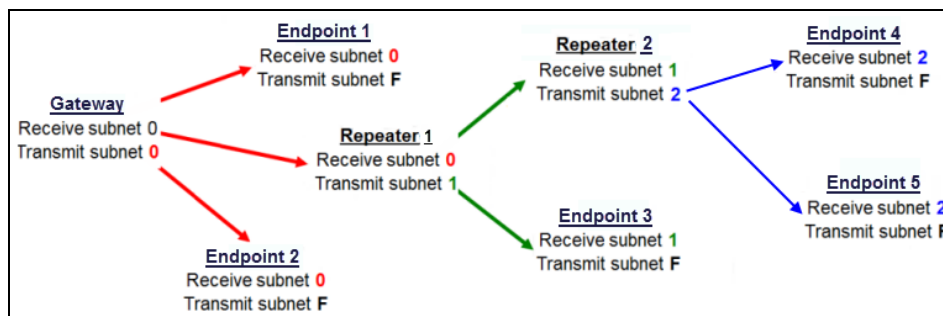 Endpoint 1
Receive subnet 0
Transmit subnet F
Gateway
Receive subnet 0
Transmit subnet 0
Endpoint 2
Receive subnet 0
Transmit subnet F
Repeater 1
Receive subnet 0
Transmit subnet 1
Repeater 2
Receive subnet 1
Transmit subnet 2
Endpoint 3
Receive subnet 1
Transmit subnet F
Endpoint 4
Receive subnet 2
Transmit subnet F
Endpoint 5
Receive subnet 2
Transmit subnet F